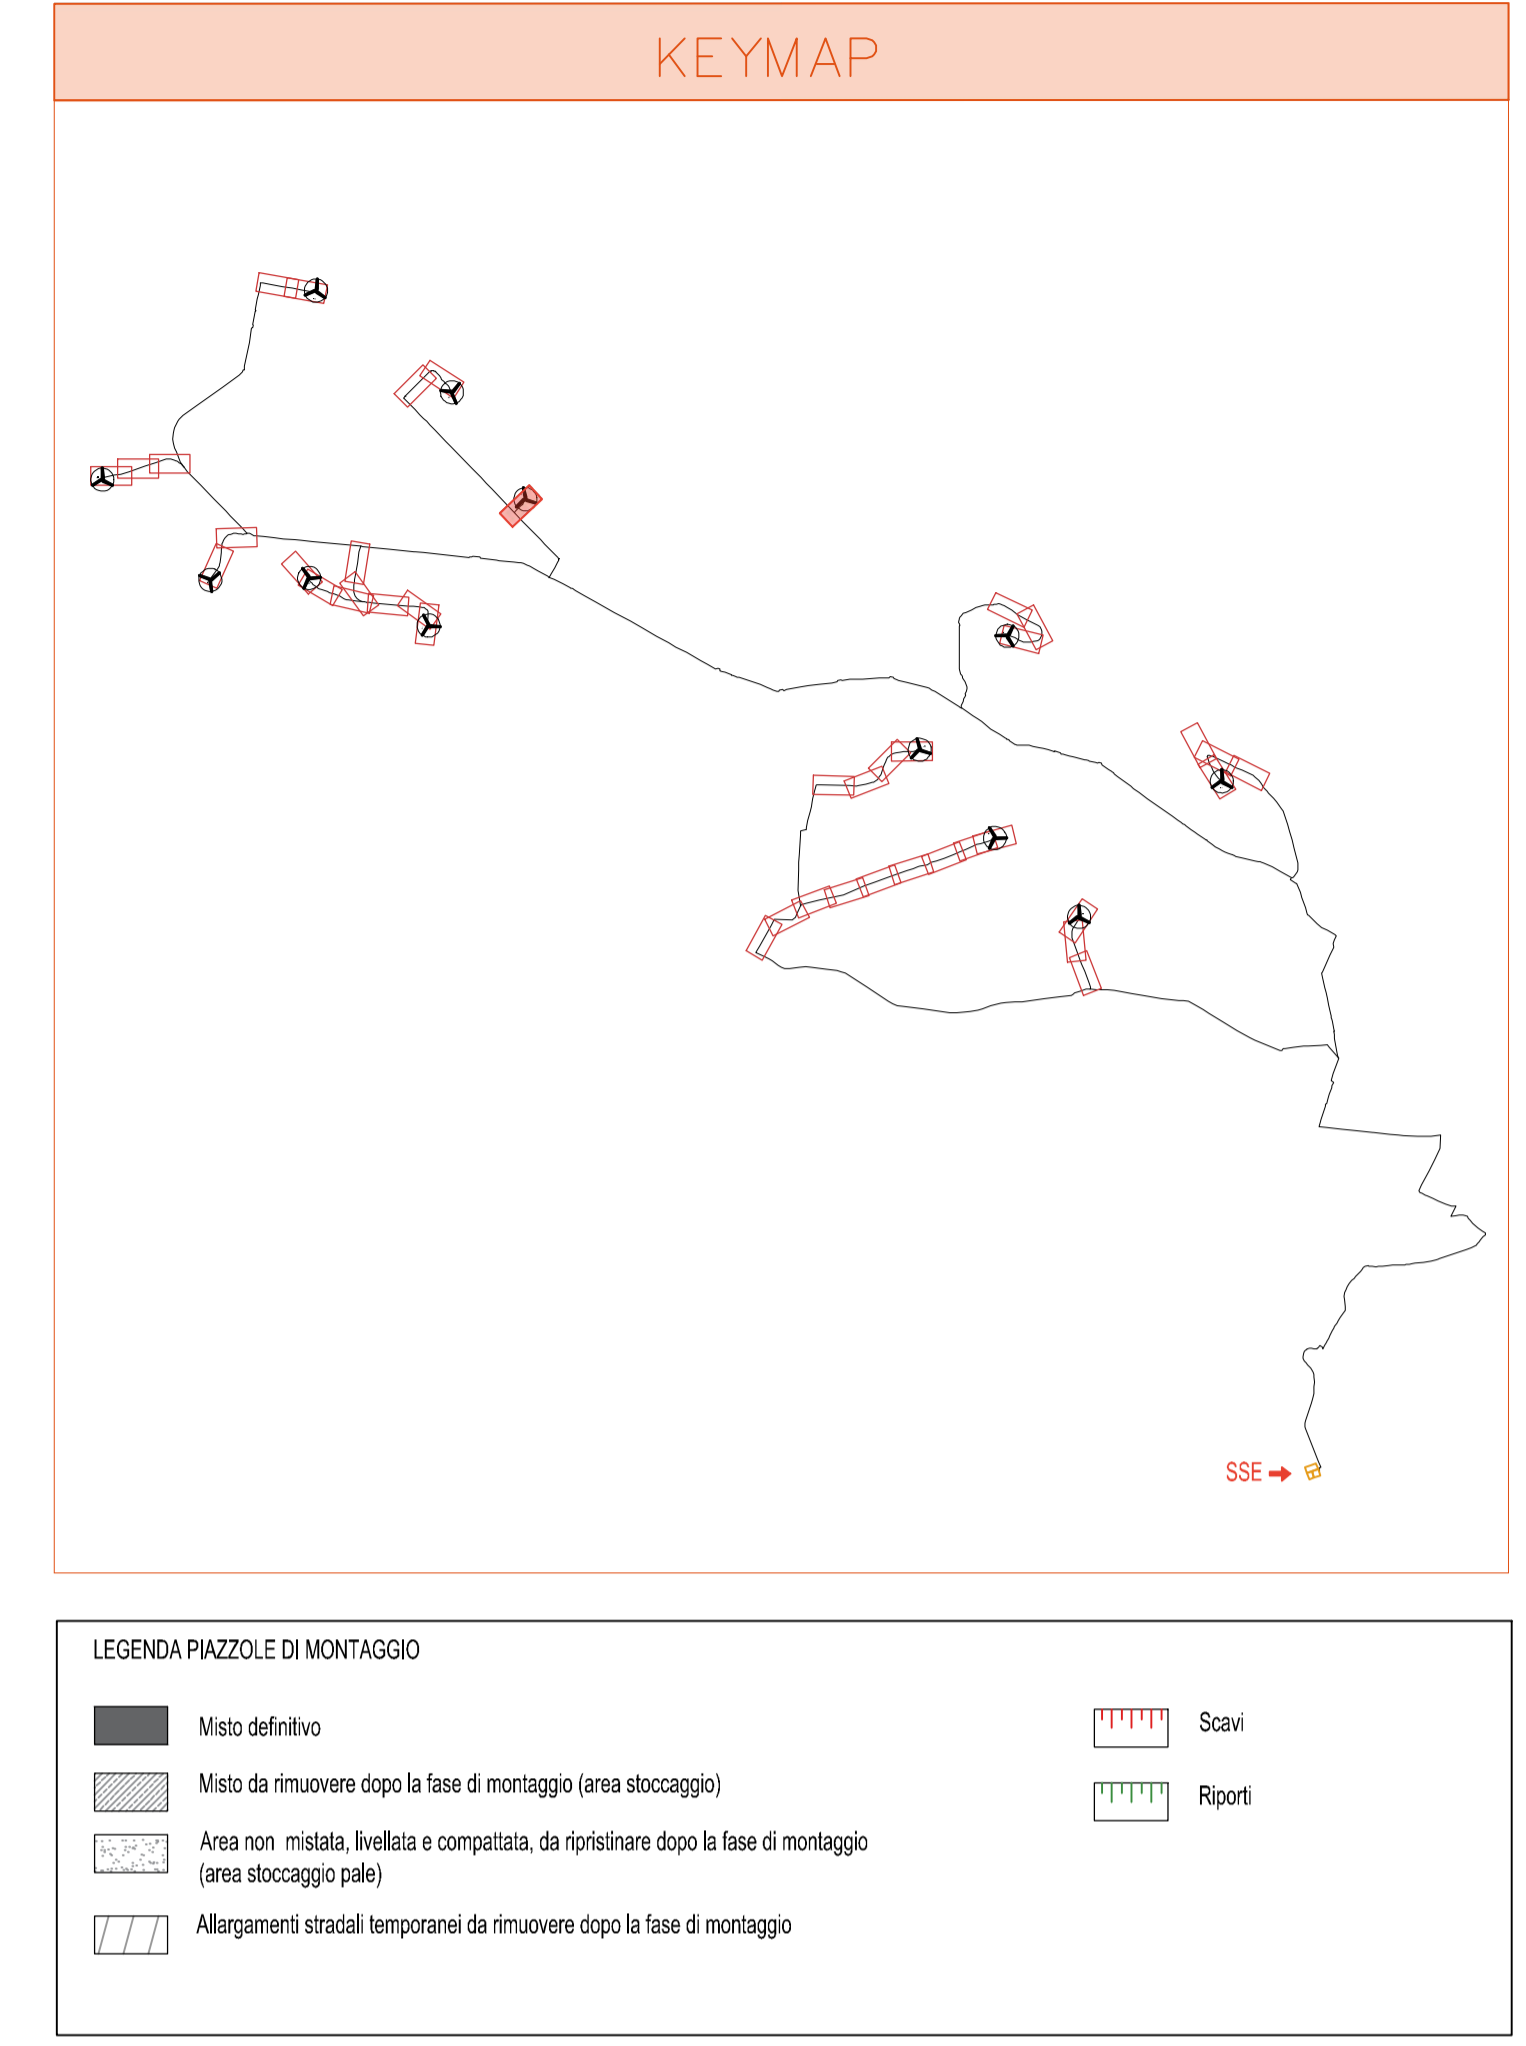 KEYMAP
SSE
LEGENDA PIAZZOLE DI MONTAGGIO
Misto definitivo
Misto da rimuovere dopo la fase di montaggio (area stoccaggio)
Area non mistata, livellata e compattata, da ripristinare dopo la fase di montaggio
(area stoccaggio pale)
Allargamenti stradali temporanei da rimuovere dopo la fase di montaggio
Scavi
Riporti